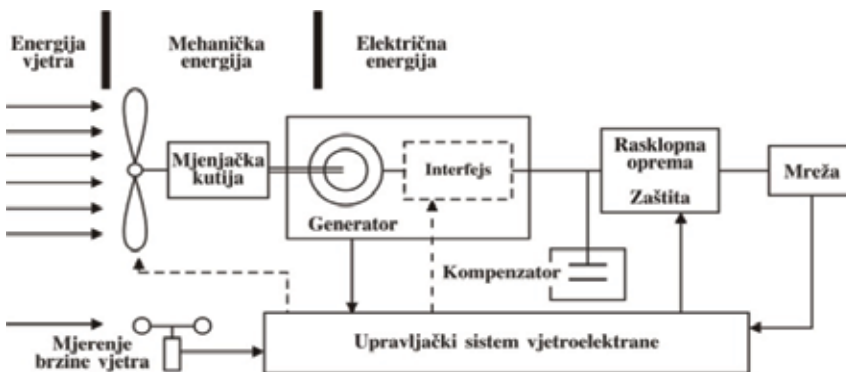 Energija
vjetra
Mehanička
energija
Električna
energija
Mjenjačka
kutija
Interfejs
Generator
Rasklopna
oprema
Zaštita
Mreža
Kompenzator
Mjerenje
brzine vjetra
Upravljački sistem vjetroelektrane